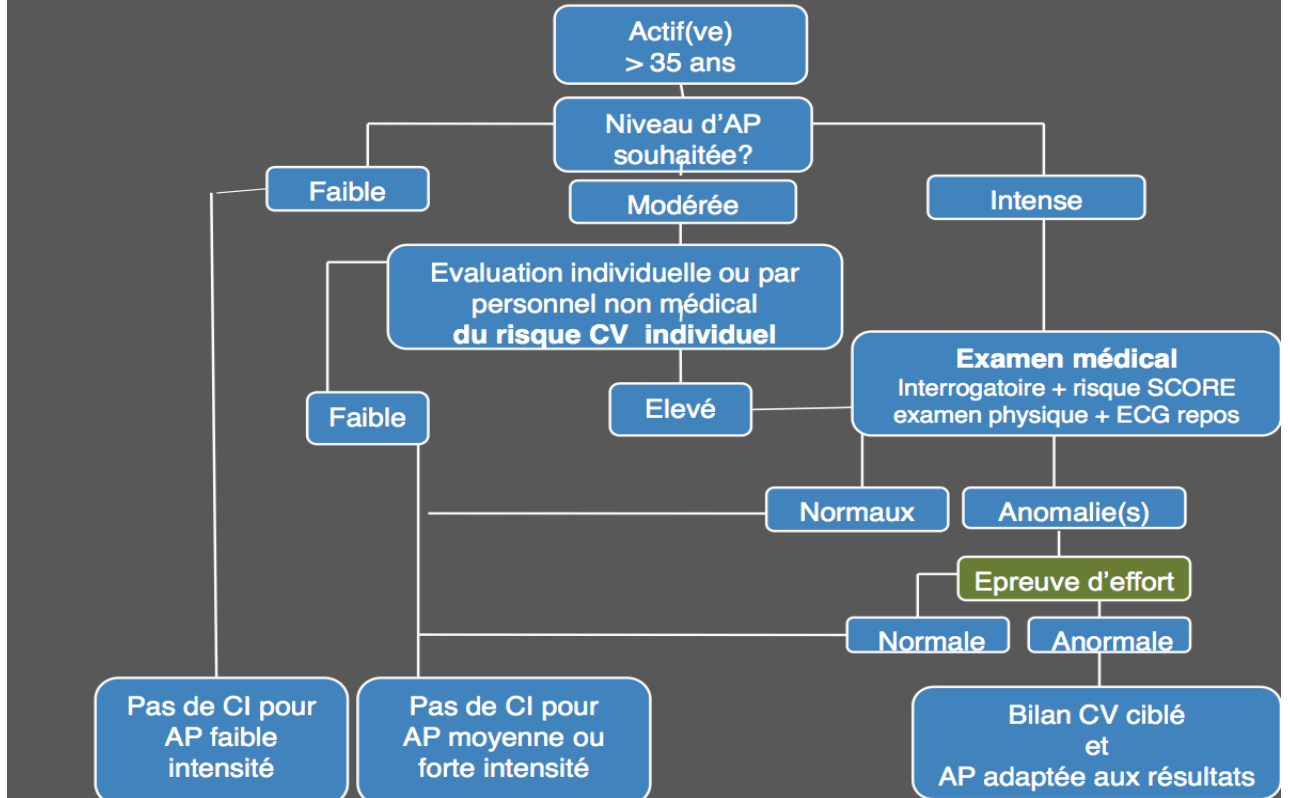 Actif(ve)
> 35 ans
Niveau d'AP
souhaitée?
Faible
Modérée
Intense
Evaluation individuelle ou par
personnel non médical
du risque CV individuel
Examen médical
Interrogatoire + risque SCORE
examen physique + ECG repos
Faible
Elevé
Normaux
Anomalie(s)
Epreuve d'effort
Normale
Anormale
Pas de CI pour
AP faible
intensité
Pas de CI pour
AP moyenne ou
forte intensité
Bilan CV ciblé
et
AP adaptée aux résultats